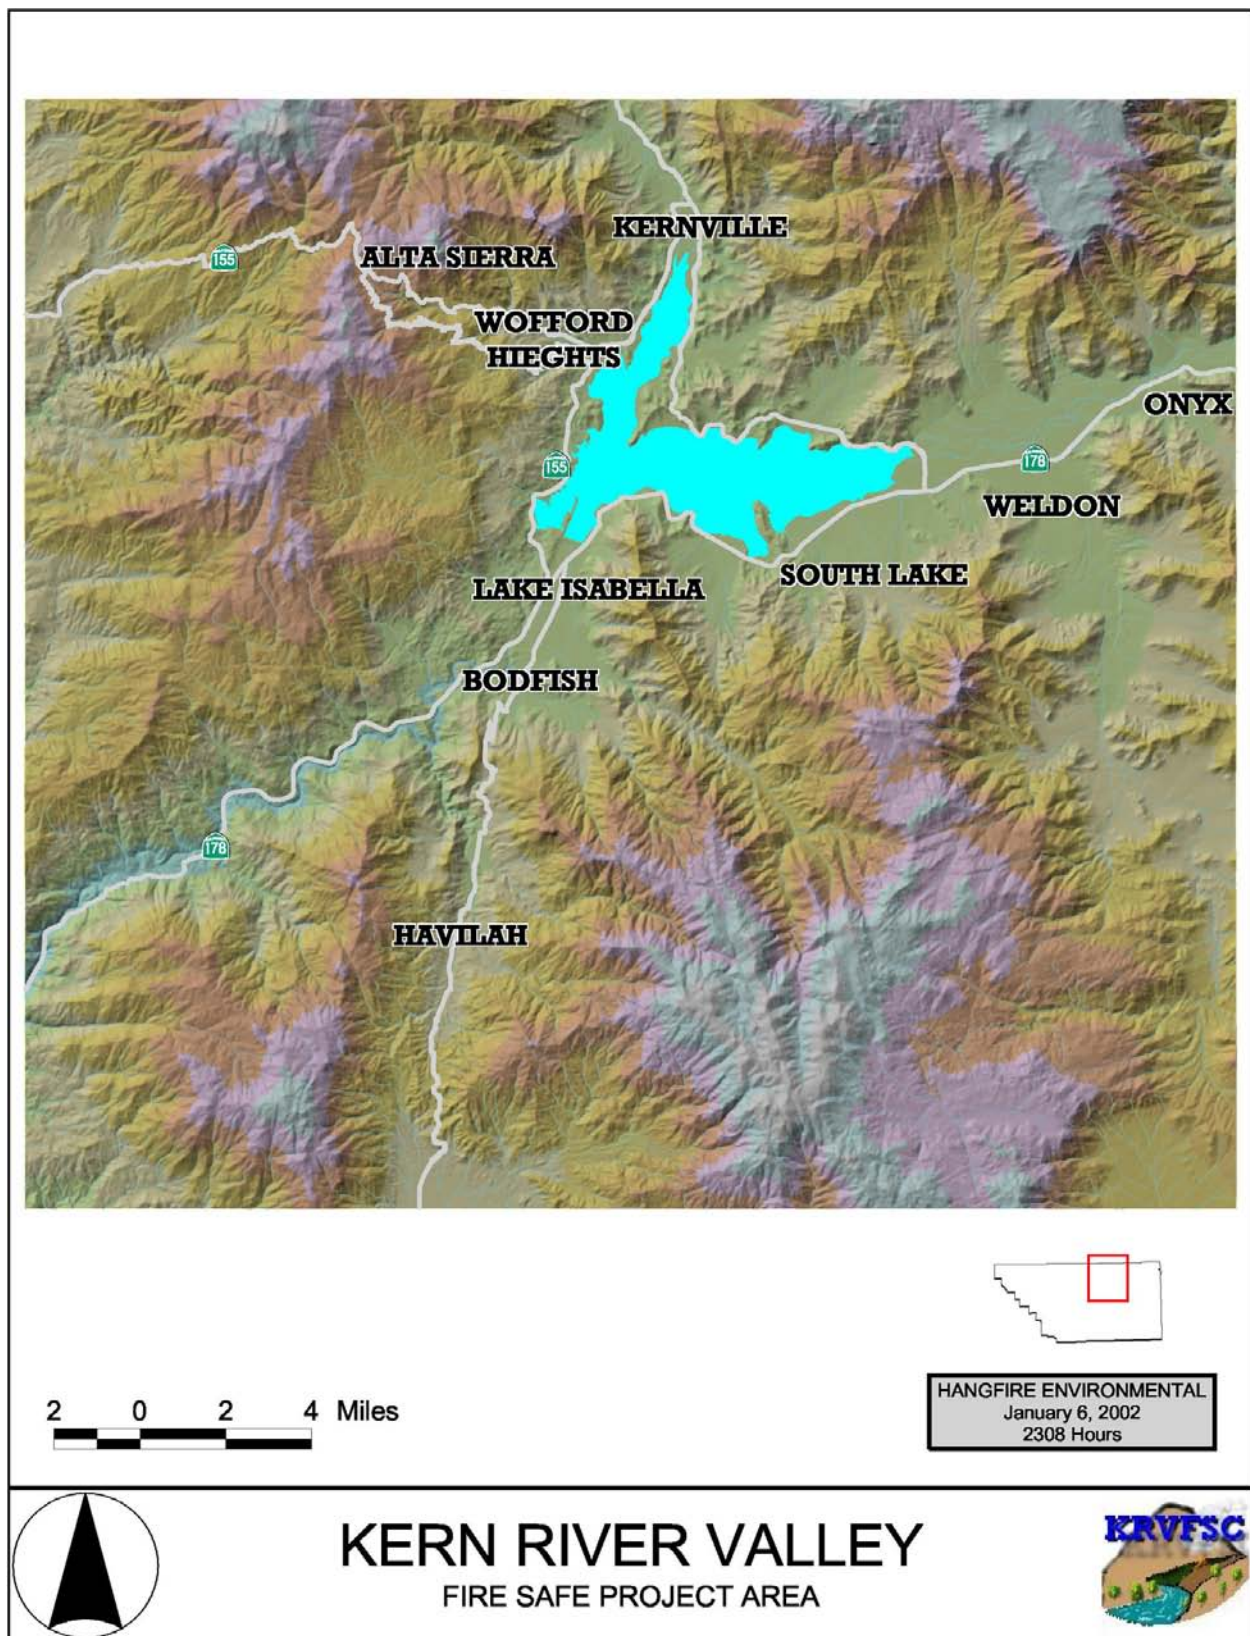 KERNVILLE
155
ALTA SIERRA
WOFFORD
HIEGHTS
ONYX
155
178
WELDON
LAKE ISABELLA
SOUTH LAKE
BODFISH
178
HAVILAH
2 0 2 4 Miles
HANGFIRE ENVIRONMENTAL
January 6, 2002
2308 Hours
KERN RIVER VALLEY
FIRE SAFE PROJECT AREA
KRVFSC